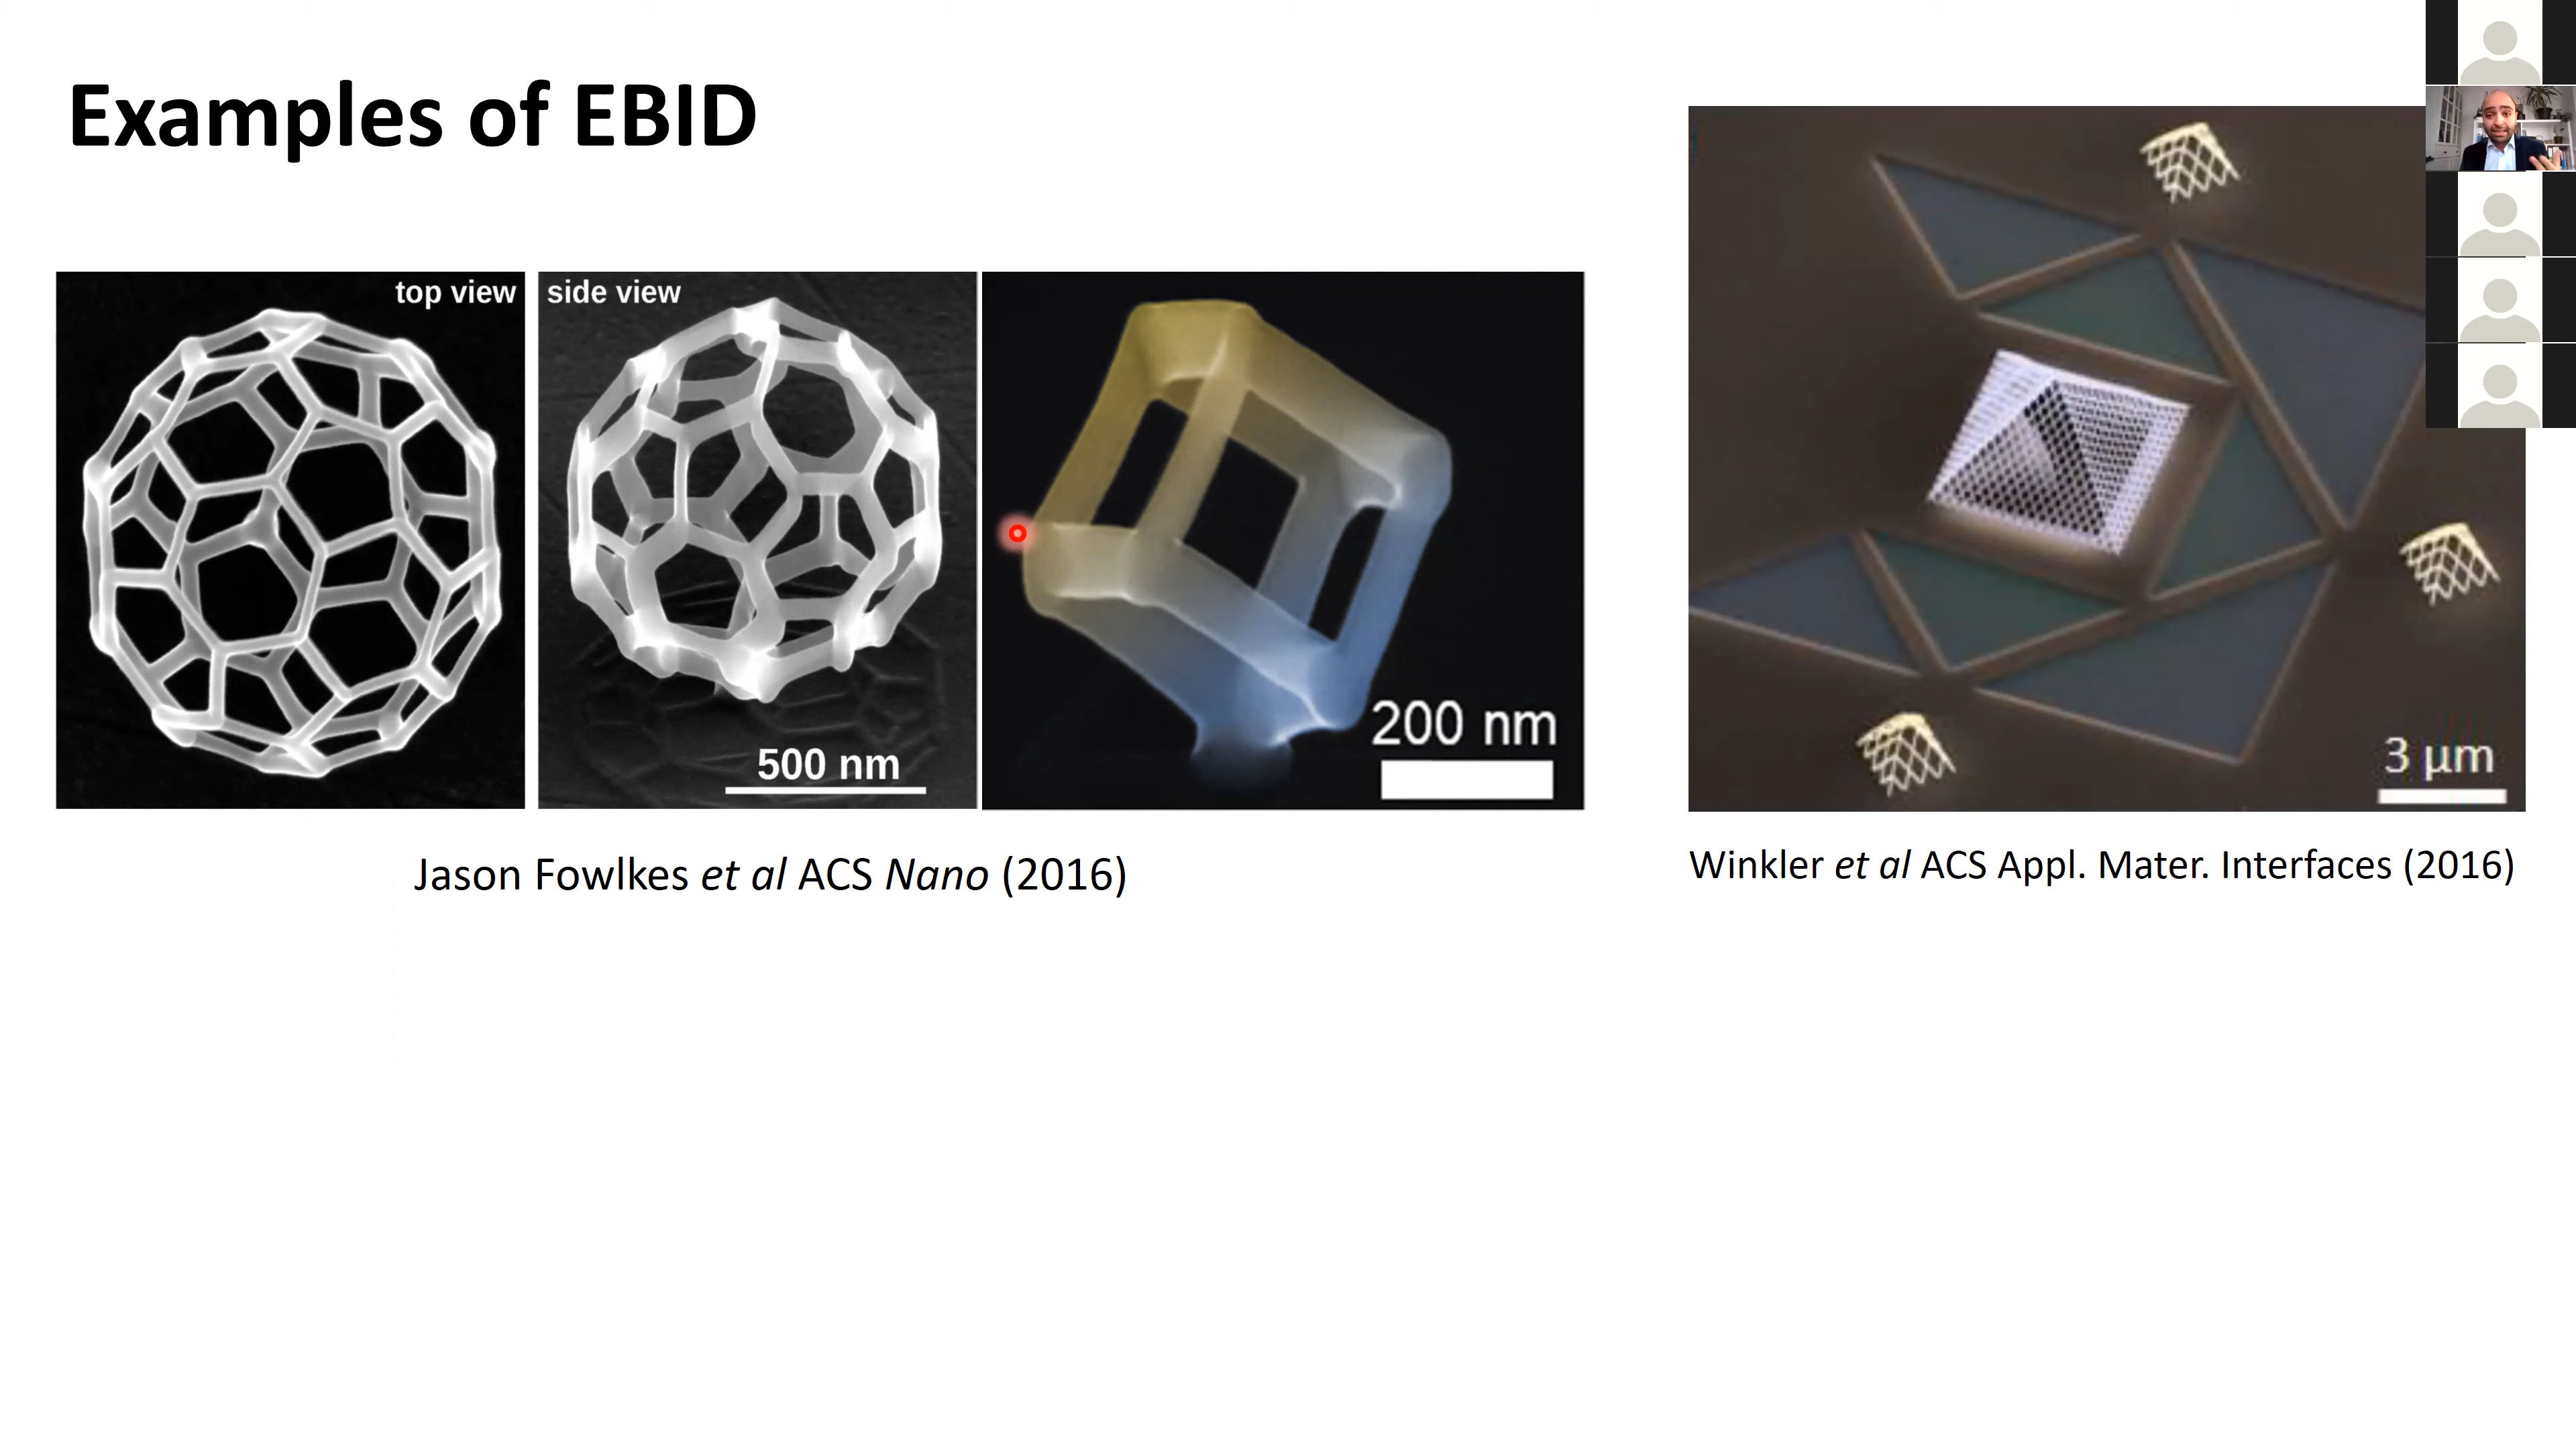 Examples of EBID
top view
side view
500 nm
200 nm
3 μm
Jason Fowlkes et al ACS Nano (2016)
Winkler et al ACS Appl. Mater. Interfaces (2016)